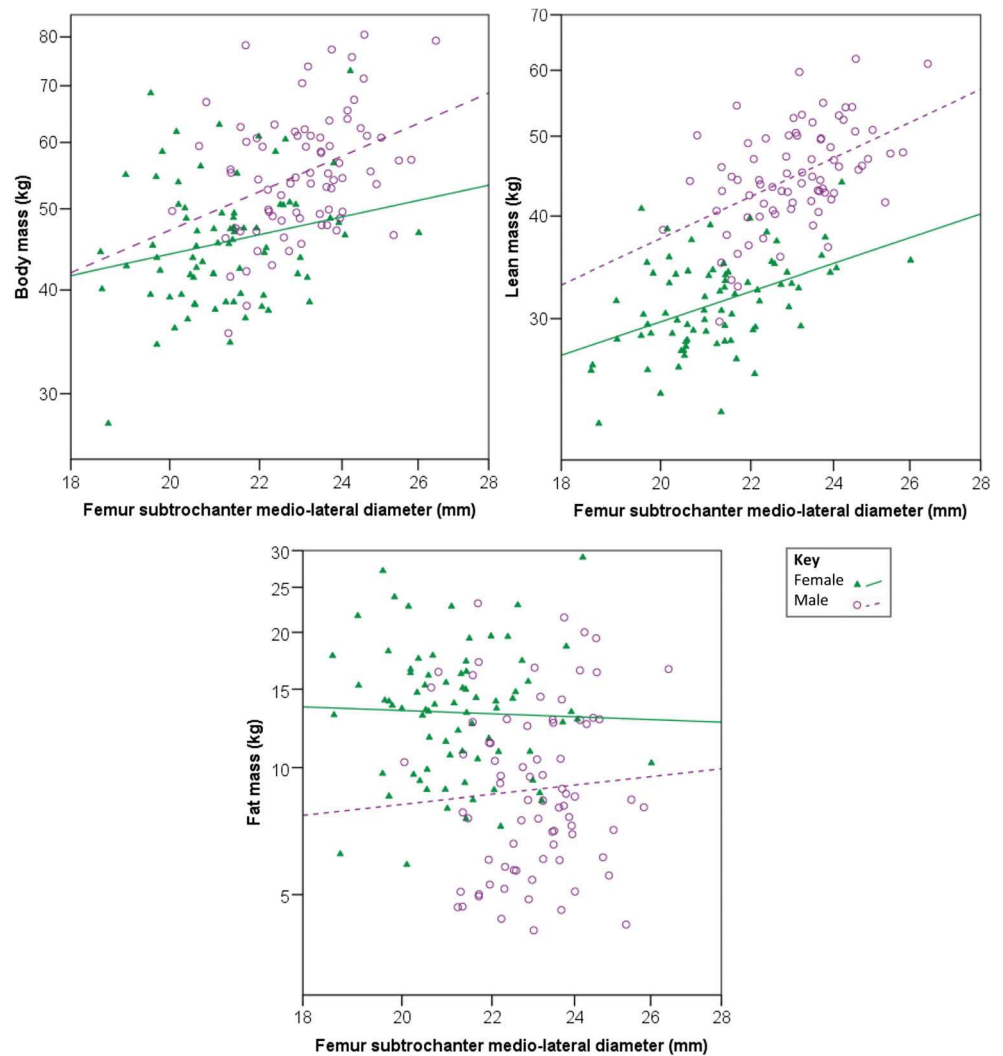 80
70
60
50
40
30
Body mass (kg)
18 20 22 24 26 28
Femur subtrochanter medio-lateral diameter (mm)
70
60
50
40
30
Lean mass (kg)
18 20 22 24 26 28
Femur subtrochanter medio-lateral diameter (mm)
30
25
20
15
10
5
Fat mass (kg)
18 20 22 24 26 28
Femur subtrochanter medio-lateral diameter (mm)
Key
Female
Male